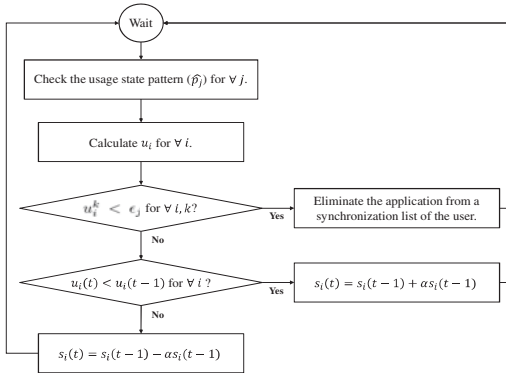 Wait
Check the usage state pattern (p̂_j) for ∀ j.
Calculate u_i for ∀ i.
u_i^k < ϵ_j for ∀ i, k?
Yes
Eliminate the application from a
synchronization list of the user.
No
u_i(t) < u_i(t − 1) for ∀ i ?
Yes
s_i(t) = s_i(t − 1) + αs_i(t − 1)
No
s_i(t) = s_i(t − 1) − αs_i(t − 1)